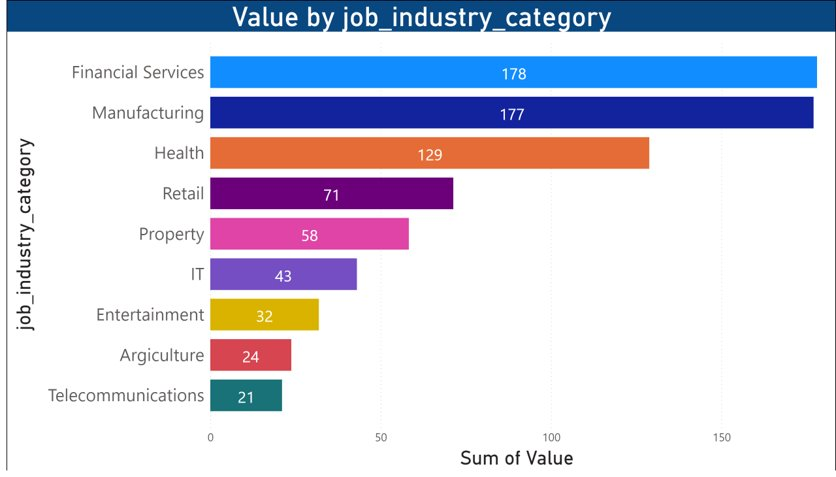 Value by job_industry_category
job_industry_category
Financial Services 178
Manufacturing 177
Health 129
Retail 71
Property 58
IT 43
Entertainment 32
Argiculture 24
Telecommunications 21
0 50 100 150
Sum of Value